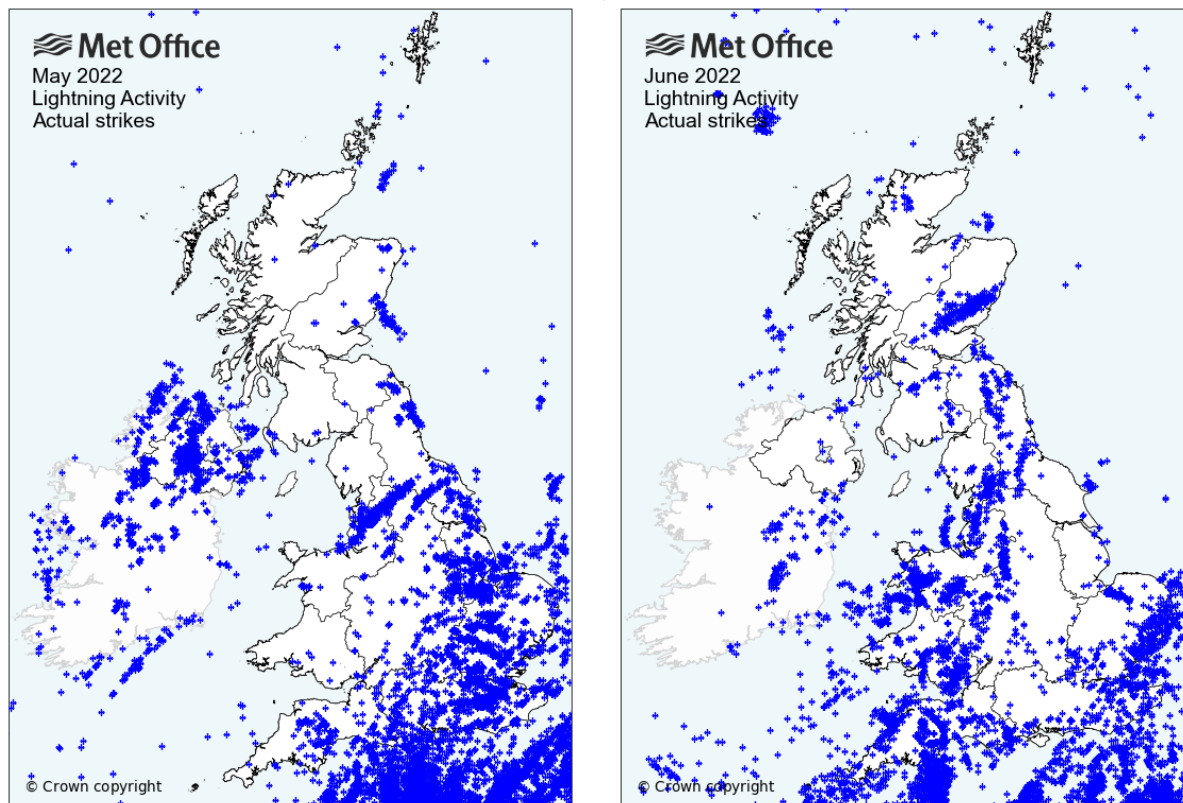 Met Office
May 2022
Lightning Activity
Actual strikes
© Crown copyright
Met Office
June 2022
Lightning Activity
Actual strikes
© Crown copyright